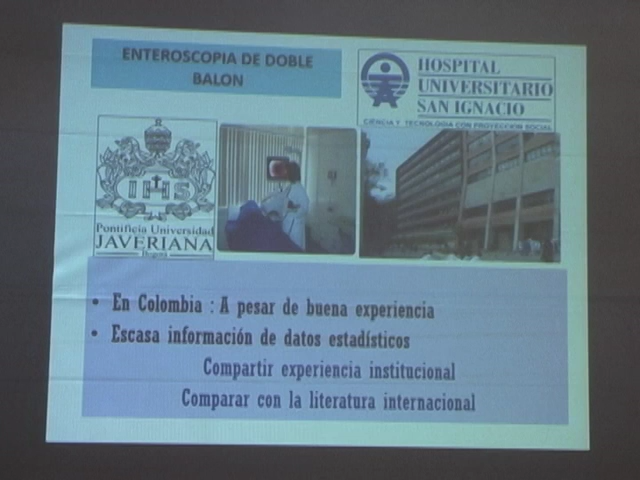 ENTEROSCOPIA DE DOBLE
BALON
HOSPITAL
UNIVERSITARIO
SAN IGNACIO
CIENCIA Y TECNOLOGIA CON PROYECCION SOCIAL
IHS
Pontificia Universidad
JAVERIANA
Bogotá
• En Colombia : A pesar de buena experiencia
• Escasa información de datos estadísticos
Compartir experiencia institucional
Comparar con la literatura internacional